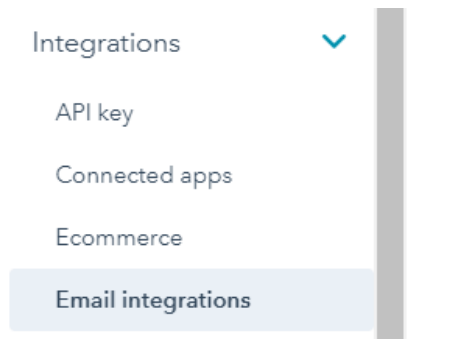 Integrations
API key
Connected apps
Ecommerce
Email integrations